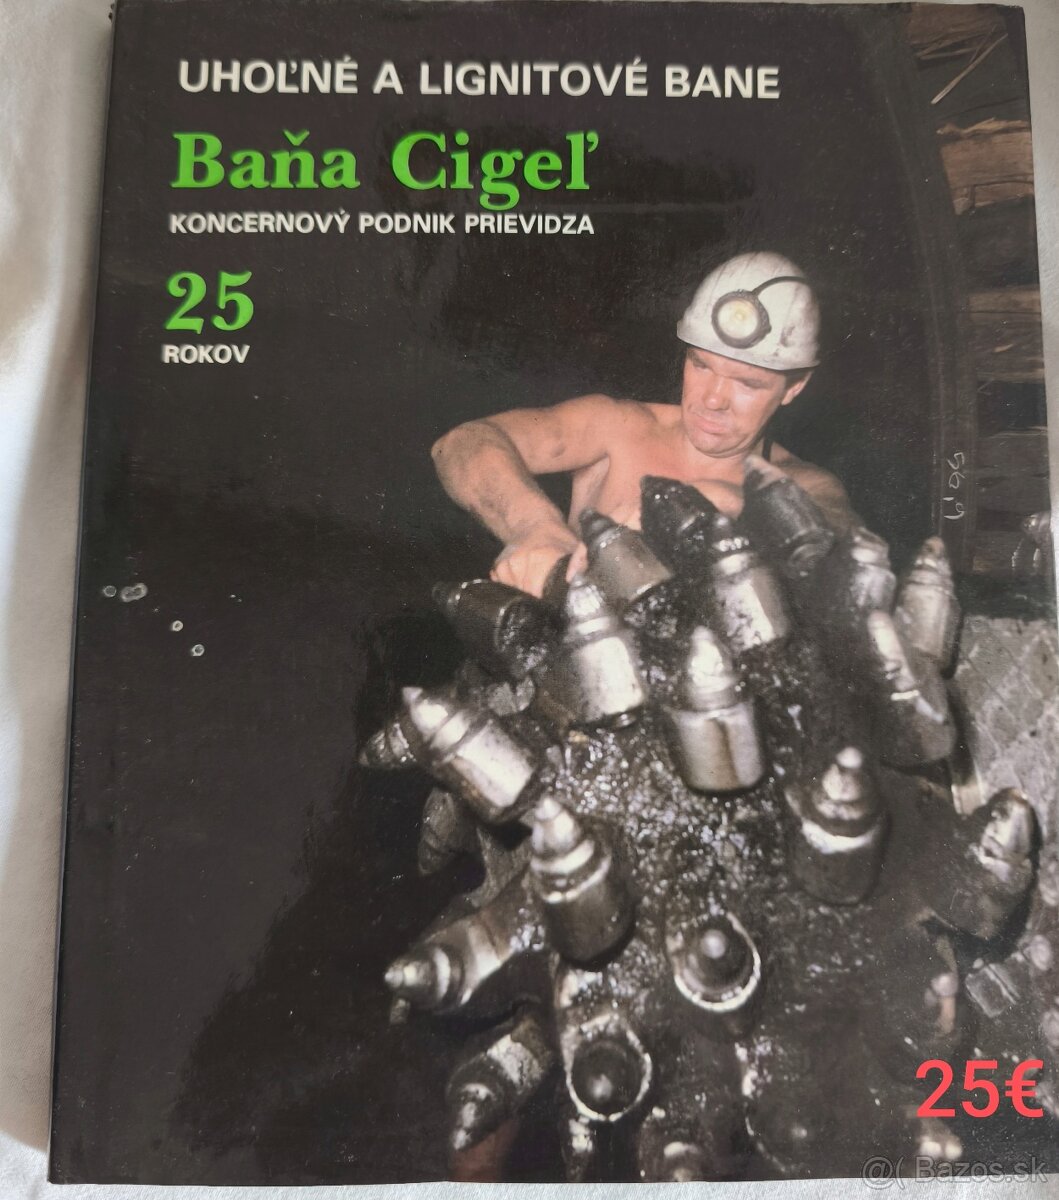 UHOĽNÉ A LIGNITOVÉ BANE
Baňa Cigeľ
KONCERNOVÝ PODNIK PRIEVIDZA
25
ROKOV
25€
@( Bazos.sk